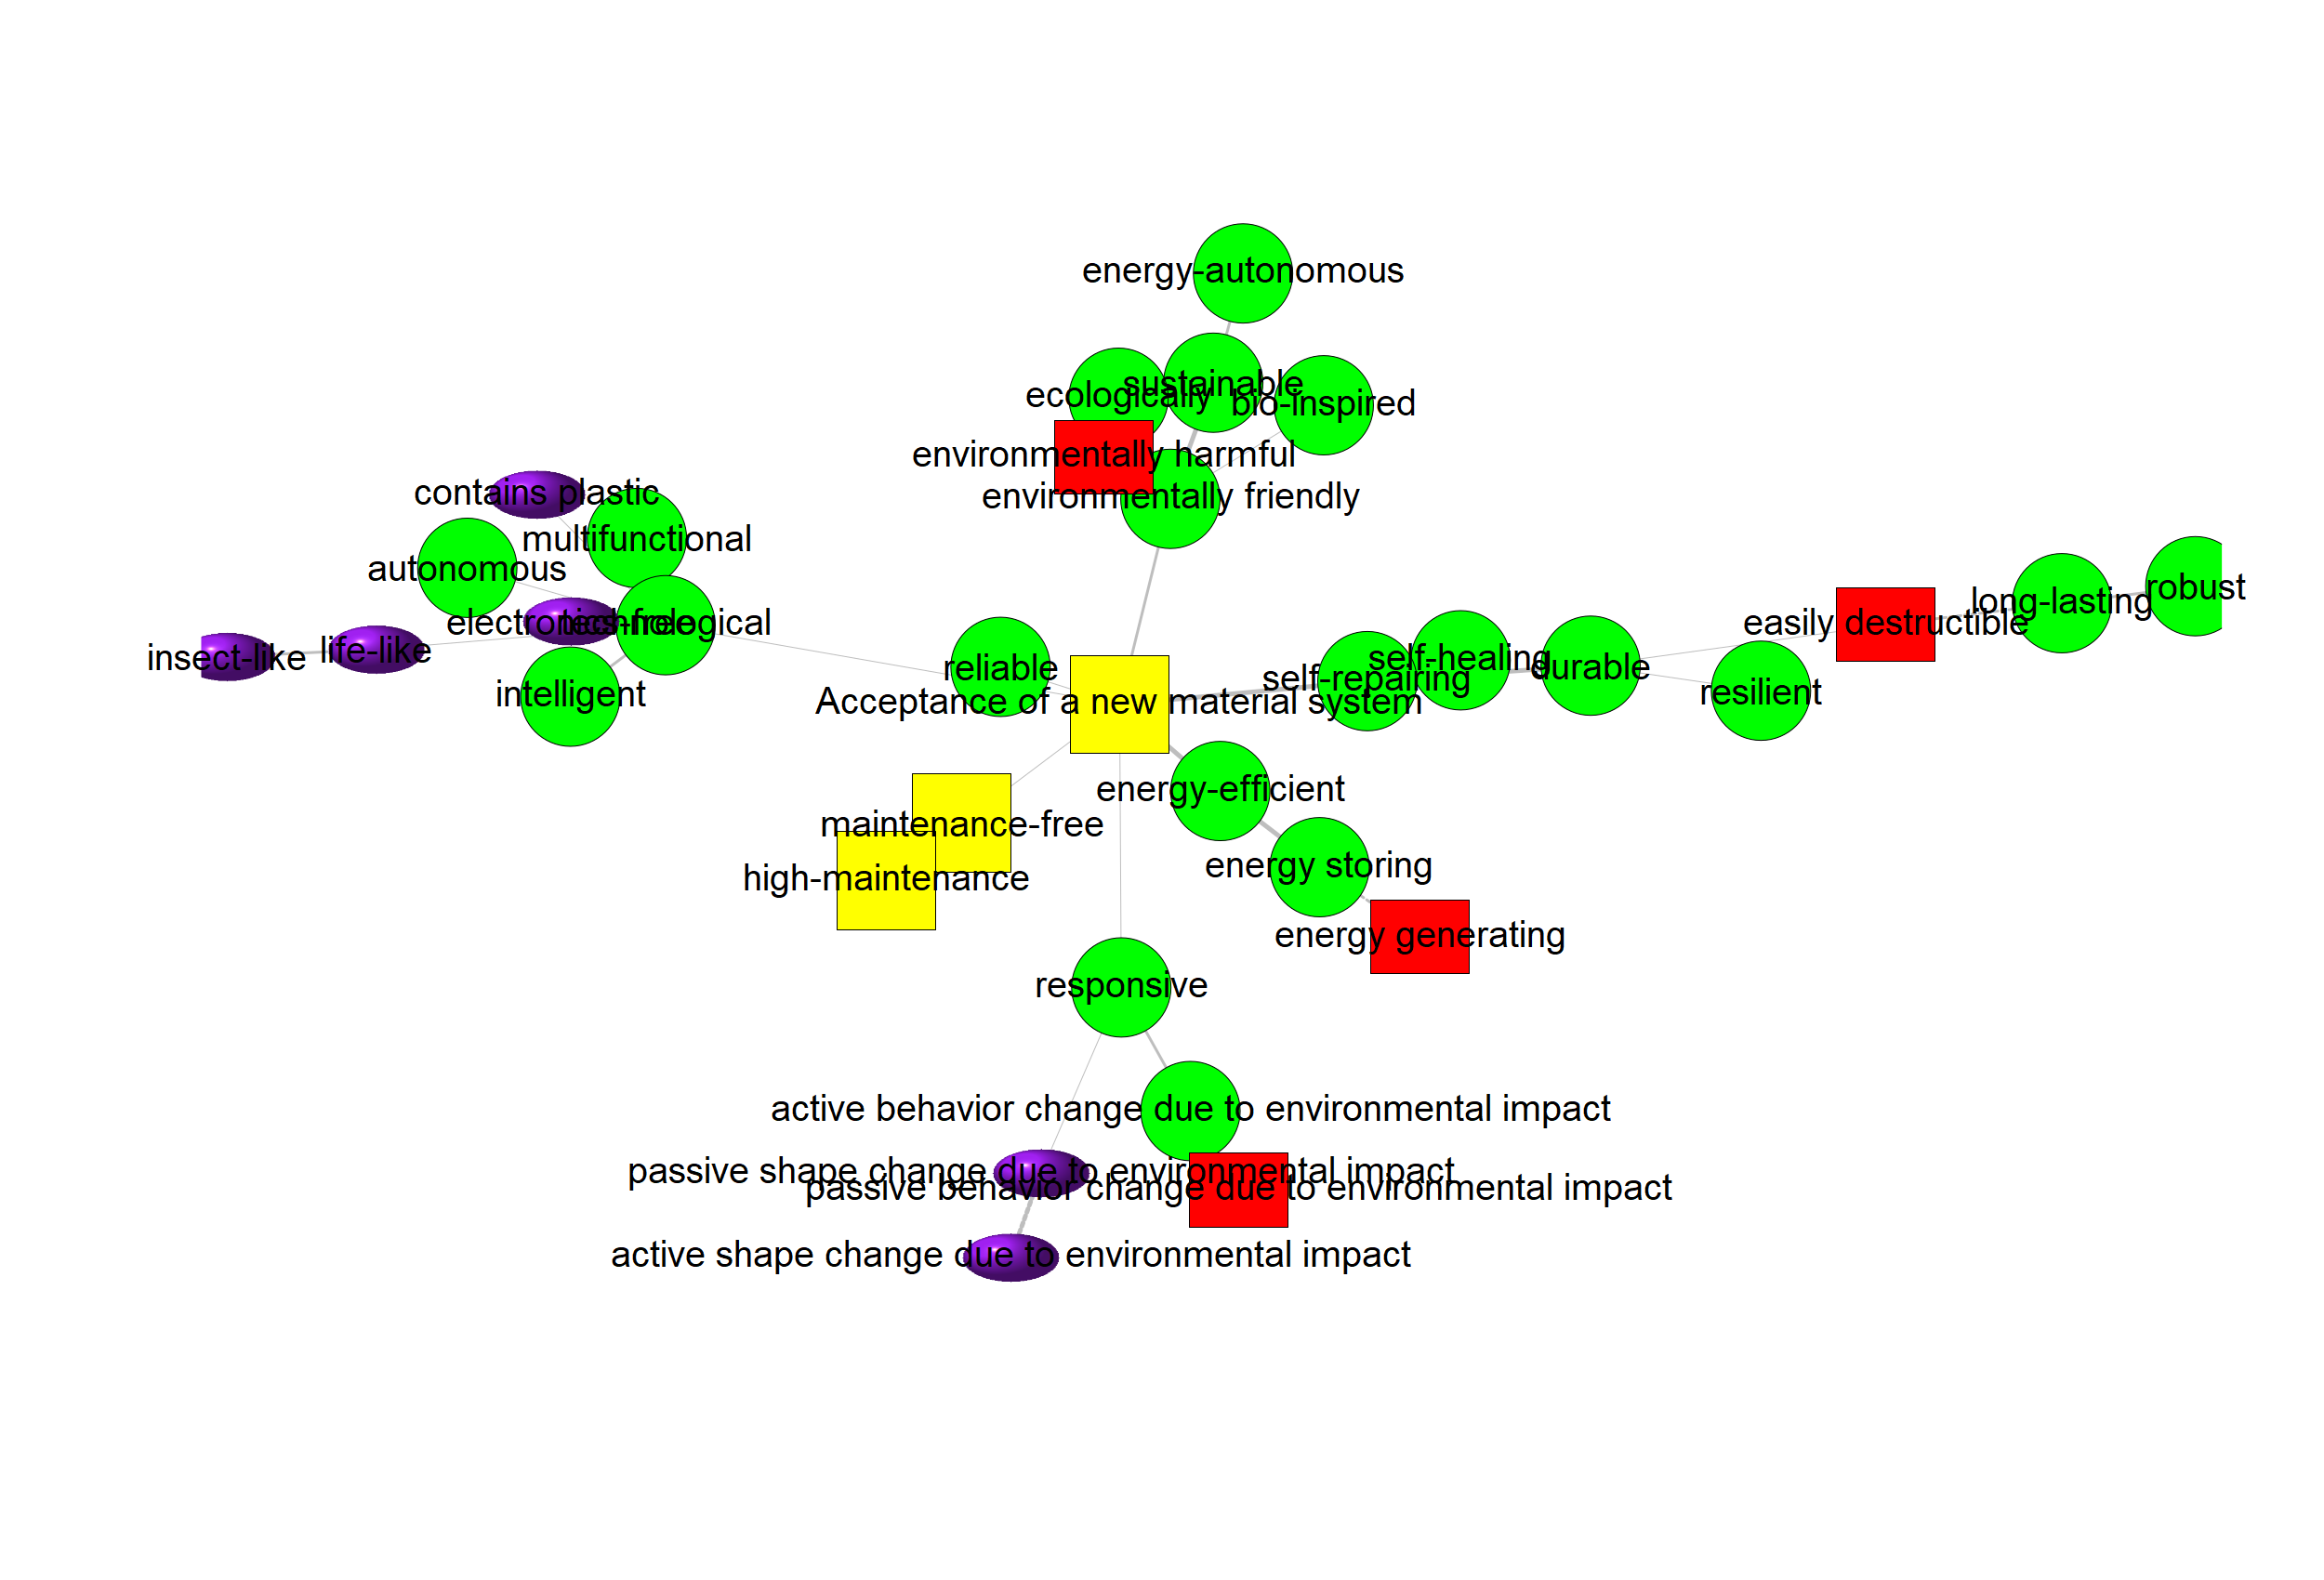 energy-autonomous
sustainable
ecologically
bio-inspired
environmentally harmful
contains plastic
environmentally friendly
multifunctional
autonomous
robust
long-lasting
electronics-free
technological
easily destructible
life-like
insect-like
self-healing
reliable
durable
self-repairing
intelligent
resilient
Acceptance of a new material system
energy-efficient
maintenance-free
energy storing
high-maintenance
energy generating
responsive
active behavior change due to environmental impact
passive shape change due to environmental impact
passive behavior change due to environmental impact
active shape change due to environmental impact